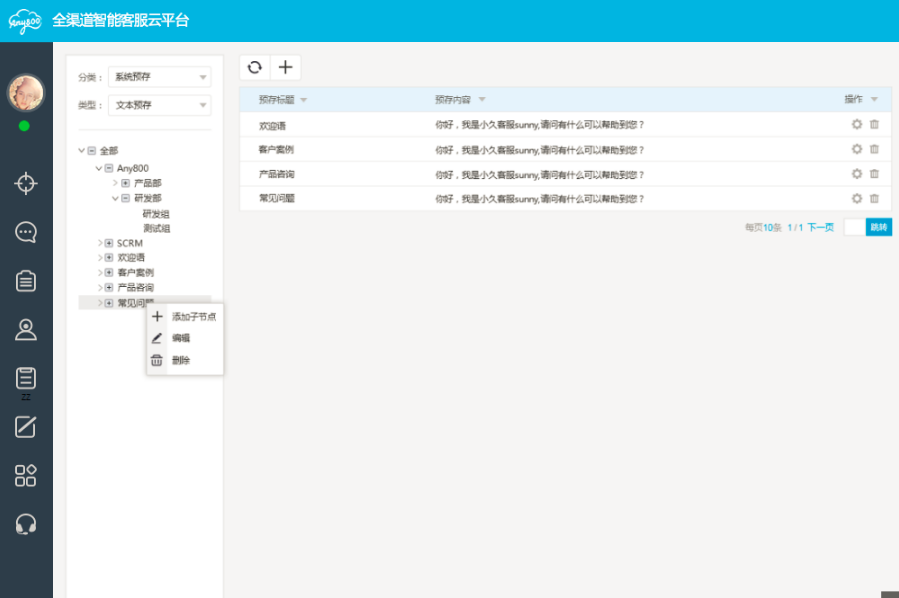 Any800 全渠道智能客服云平台
分类： 系统预存
类型： 文本预存
全部
Any800
产品部
研发部
研发组
测试组
SCRM
欢迎语
客户案例
产品咨询
常见问题
添加子节点
编辑
删除
zz
预存标题 预存内容 操作
欢迎语 你好，我是小久客服sunny,请问有什么可以帮助到您？
客户案例 你好，我是小久客服sunny,请问有什么可以帮助到您？
产品咨询 你好，我是小久客服sunny,请问有什么可以帮助到您？
常见问题 你好，我是小久客服sunny,请问有什么可以帮助到您？
每页10条 1 / 1 下一页 跳转